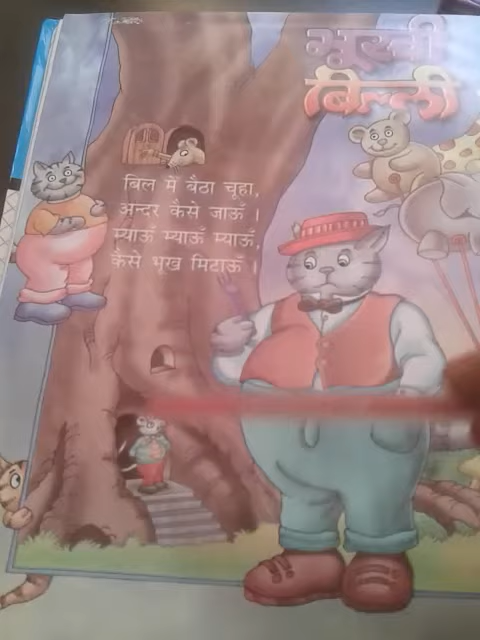 भूखी
बिल्ली
बिल में बैठा चूहा,
अन्दर कैसे जाऊँ ।
म्याऊँ म्याऊँ म्याऊँ,
कैसे भूख मिटाऊँ ।